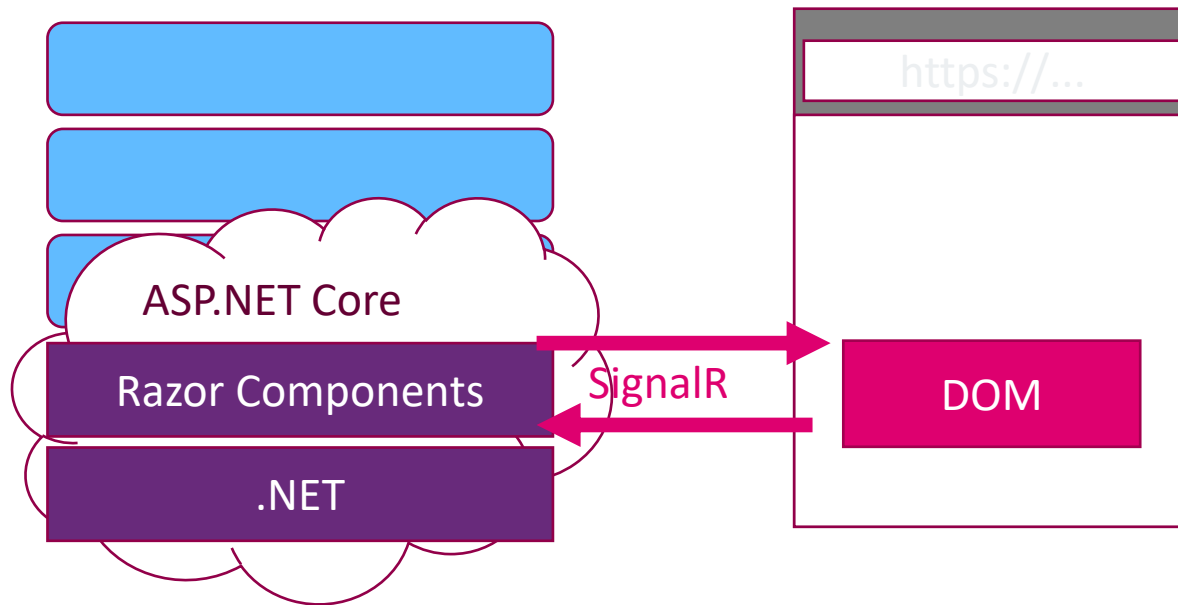 https://...
ASP.NET Core
Razor Components
SignalR
DOM
.NET